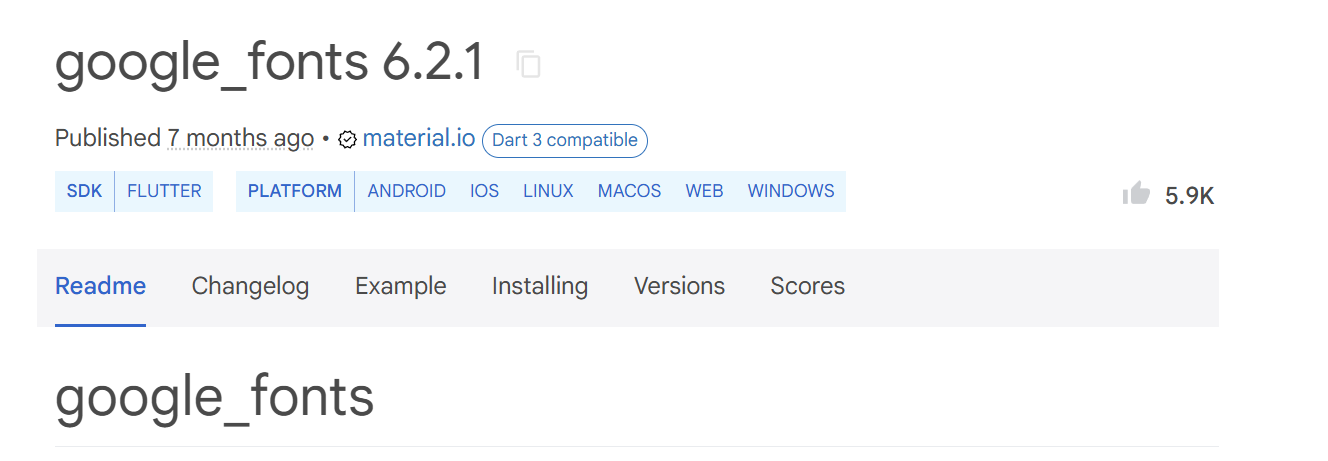 google_fonts 6.2.1
Published 7 months ago • material.io Dart 3 compatible
SDK FLUTTER PLATFORM ANDROID IOS LINUX MACOS WEB WINDOWS 5.9K
Readme Changelog Example Installing Versions Scores
google_fonts